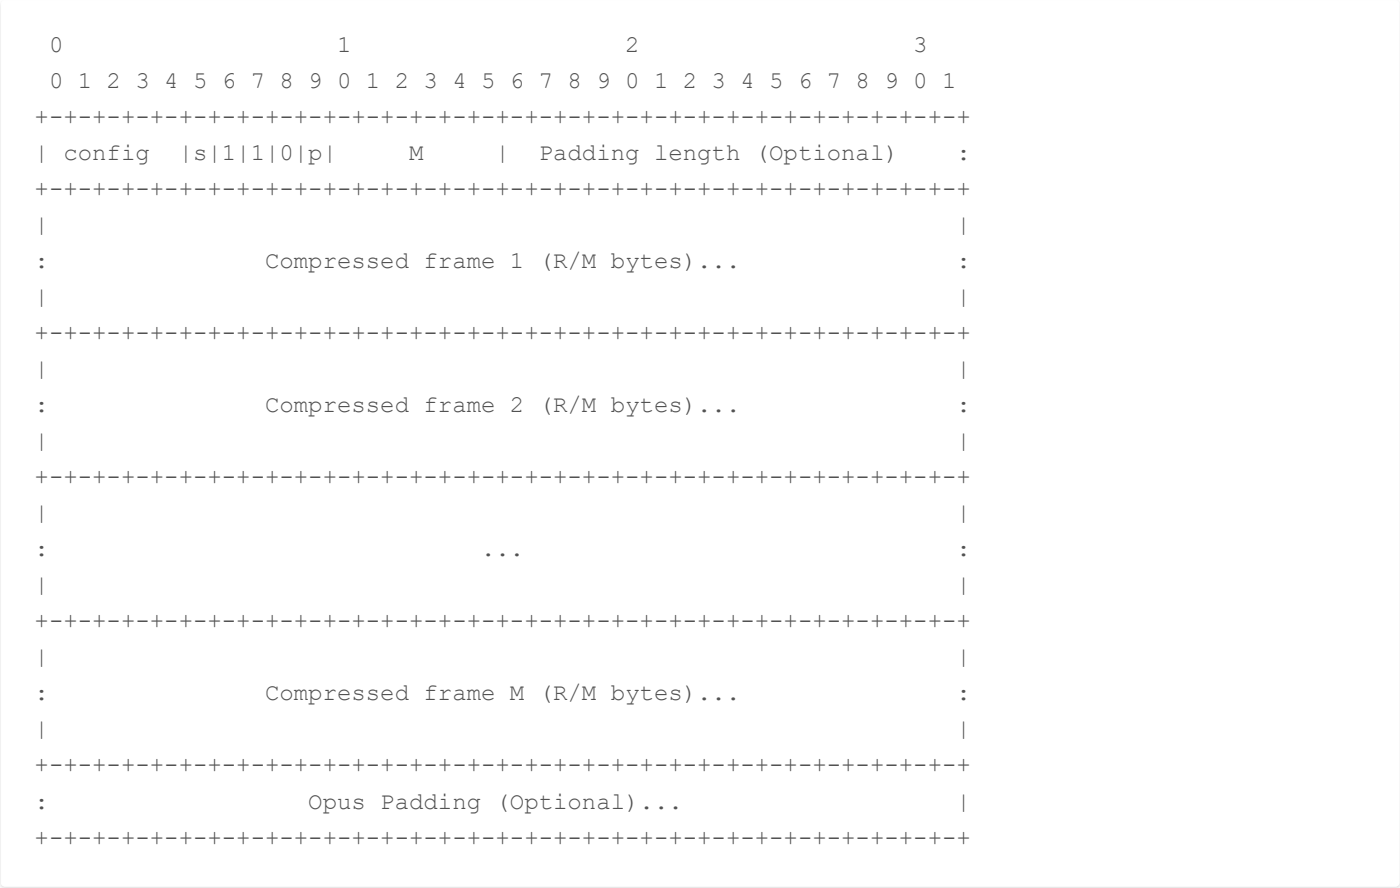 0                   1                   2                   3
 0 1 2 3 4 5 6 7 8 9 0 1 2 3 4 5 6 7 8 9 0 1 2 3 4 5 6 7 8 9 0 1
+-+-+-+-+-+-+-+-+-+-+-+-+-+-+-+-+-+-+-+-+-+-+-+-+-+-+-+-+-+-+-+-+
| config  |s|1|1|0|p|     M     |  Padding length (Optional)    :
+-+-+-+-+-+-+-+-+-+-+-+-+-+-+-+-+-+-+-+-+-+-+-+-+-+-+-+-+-+-+-+-+
|                                                               |
:               Compressed frame 1 (R/M bytes)...               :
|                                                               |
+-+-+-+-+-+-+-+-+-+-+-+-+-+-+-+-+-+-+-+-+-+-+-+-+-+-+-+-+-+-+-+-+
|                                                               |
:               Compressed frame 2 (R/M bytes)...               :
|                                                               |
+-+-+-+-+-+-+-+-+-+-+-+-+-+-+-+-+-+-+-+-+-+-+-+-+-+-+-+-+-+-+-+-+
|                                                               |
:                              ...                              :
|                                                               |
+-+-+-+-+-+-+-+-+-+-+-+-+-+-+-+-+-+-+-+-+-+-+-+-+-+-+-+-+-+-+-+-+
|                                                               |
:               Compressed frame M (R/M bytes)...               :
|                                                               |
+-+-+-+-+-+-+-+-+-+-+-+-+-+-+-+-+-+-+-+-+-+-+-+-+-+-+-+-+-+-+-+-+
:                  Opus Padding (Optional)...                   |
+-+-+-+-+-+-+-+-+-+-+-+-+-+-+-+-+-+-+-+-+-+-+-+-+-+-+-+-+-+-+-+-+